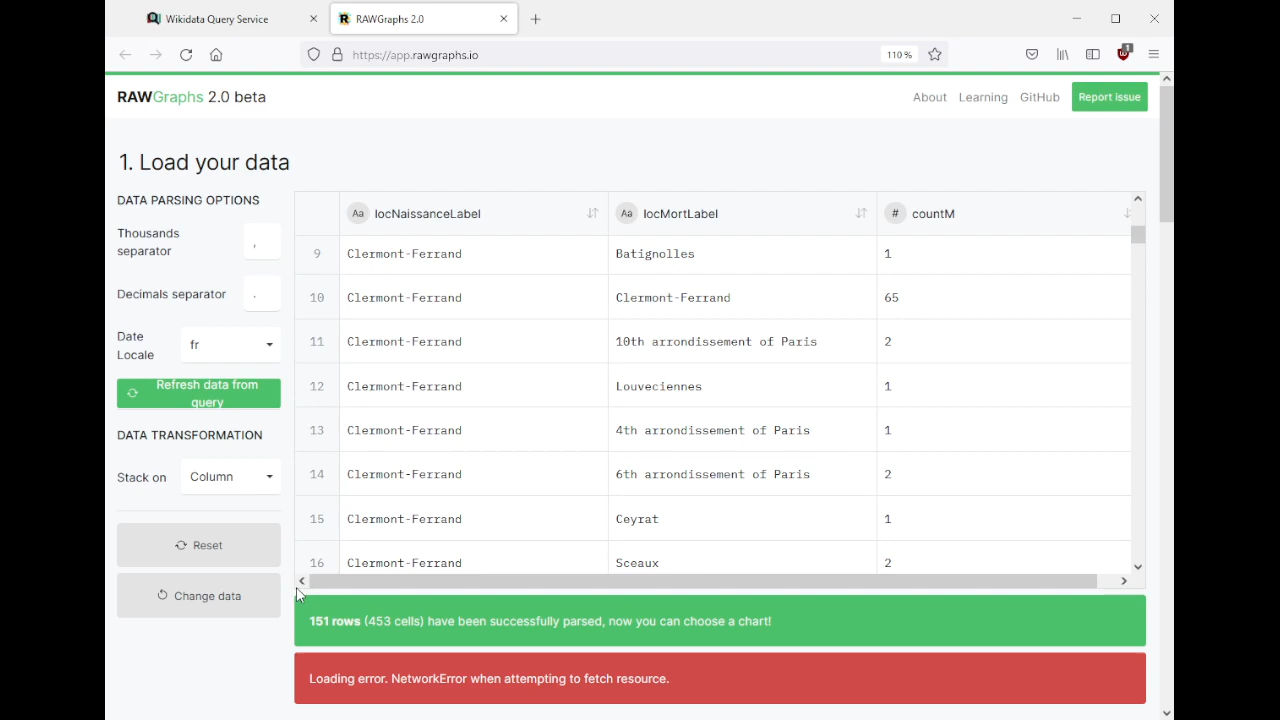 Wikidata Query Service
RAWGraphs 2.0
https://app.rawgraphs.io
110%
1
RAWGraphs 2.0 beta
About Learning GitHub Report issue
1. Load your data
DATA PARSING OPTIONS
Thousands
separator
,
Decimals separator
.
Date
Locale
fr
Refresh data from
query
DATA TRANSFORMATION
Stack on
Column
Reset
Change data
Aa locNaissanceLabel Aa locMortLabel # countM
9 Clermont-Ferrand Batignolles 1
10 Clermont-Ferrand Clermont-Ferrand 65
11 Clermont-Ferrand 10th arrondissement of Paris 2
12 Clermont-Ferrand Louveciennes 1
13 Clermont-Ferrand 4th arrondissement of Paris 1
14 Clermont-Ferrand 6th arrondissement of Paris 2
15 Clermont-Ferrand Ceyrat 1
16 Clermont-Ferrand Sceaux 2
151 rows (453 cells) have been successfully parsed, now you can choose a chart!
Loading error. NetworkError when attempting to fetch resource.